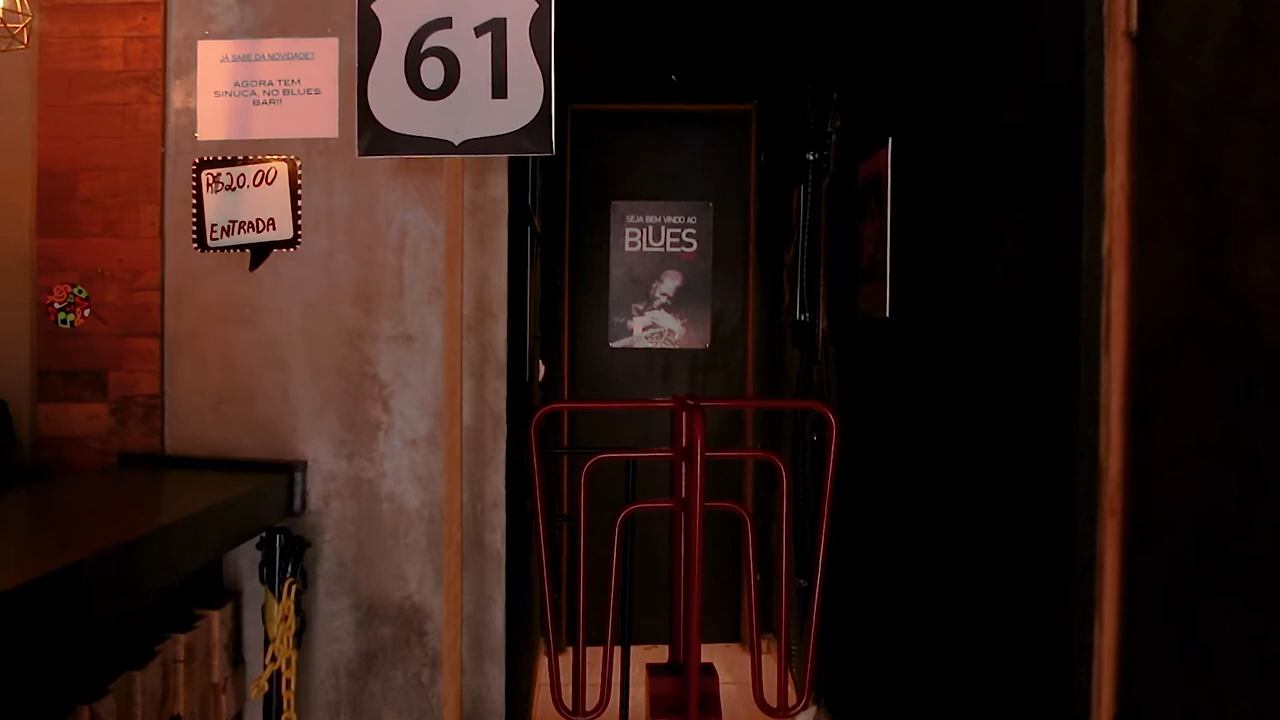 JÁ SABE DA NOVIDADE?
AGORA TEM
SINUCA, NO BLUES
BAR!!
61
R$20.00
ENTRADA
SEJA BEM VINDO AO
BLUES